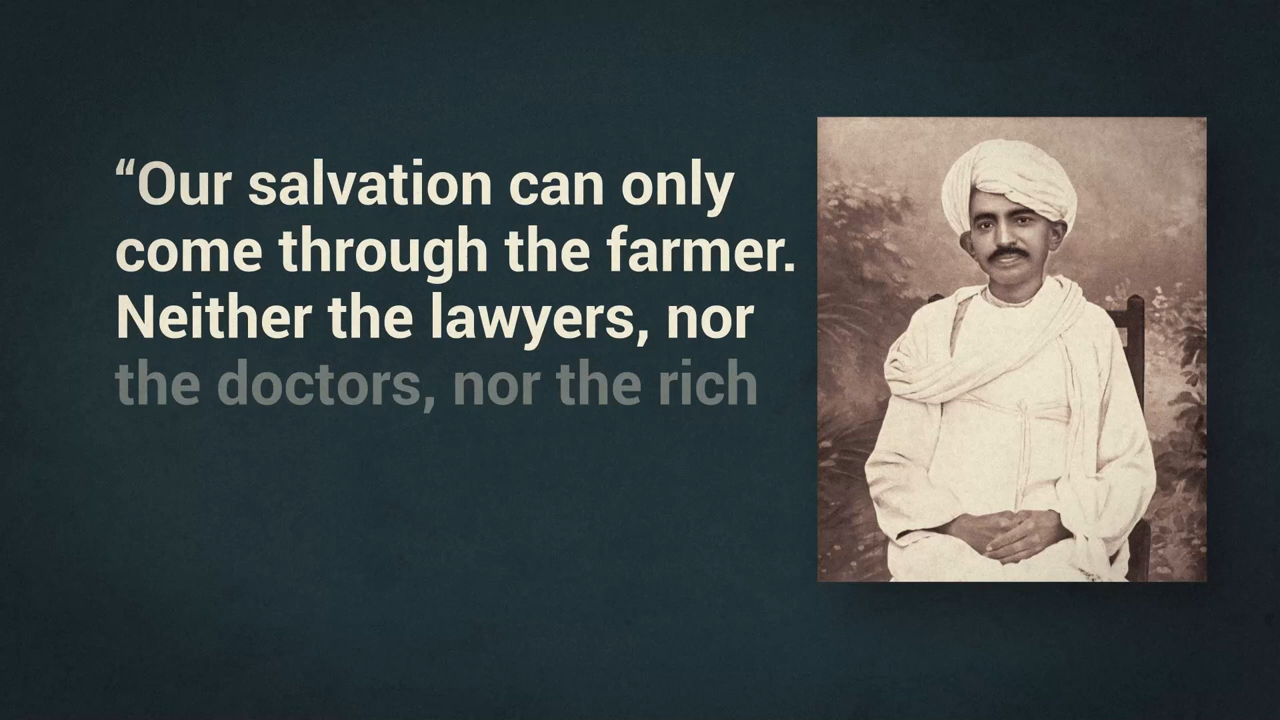 “Our salvation can only
come through the farmer.
Neither the lawyers, nor
the doctors, nor the rich